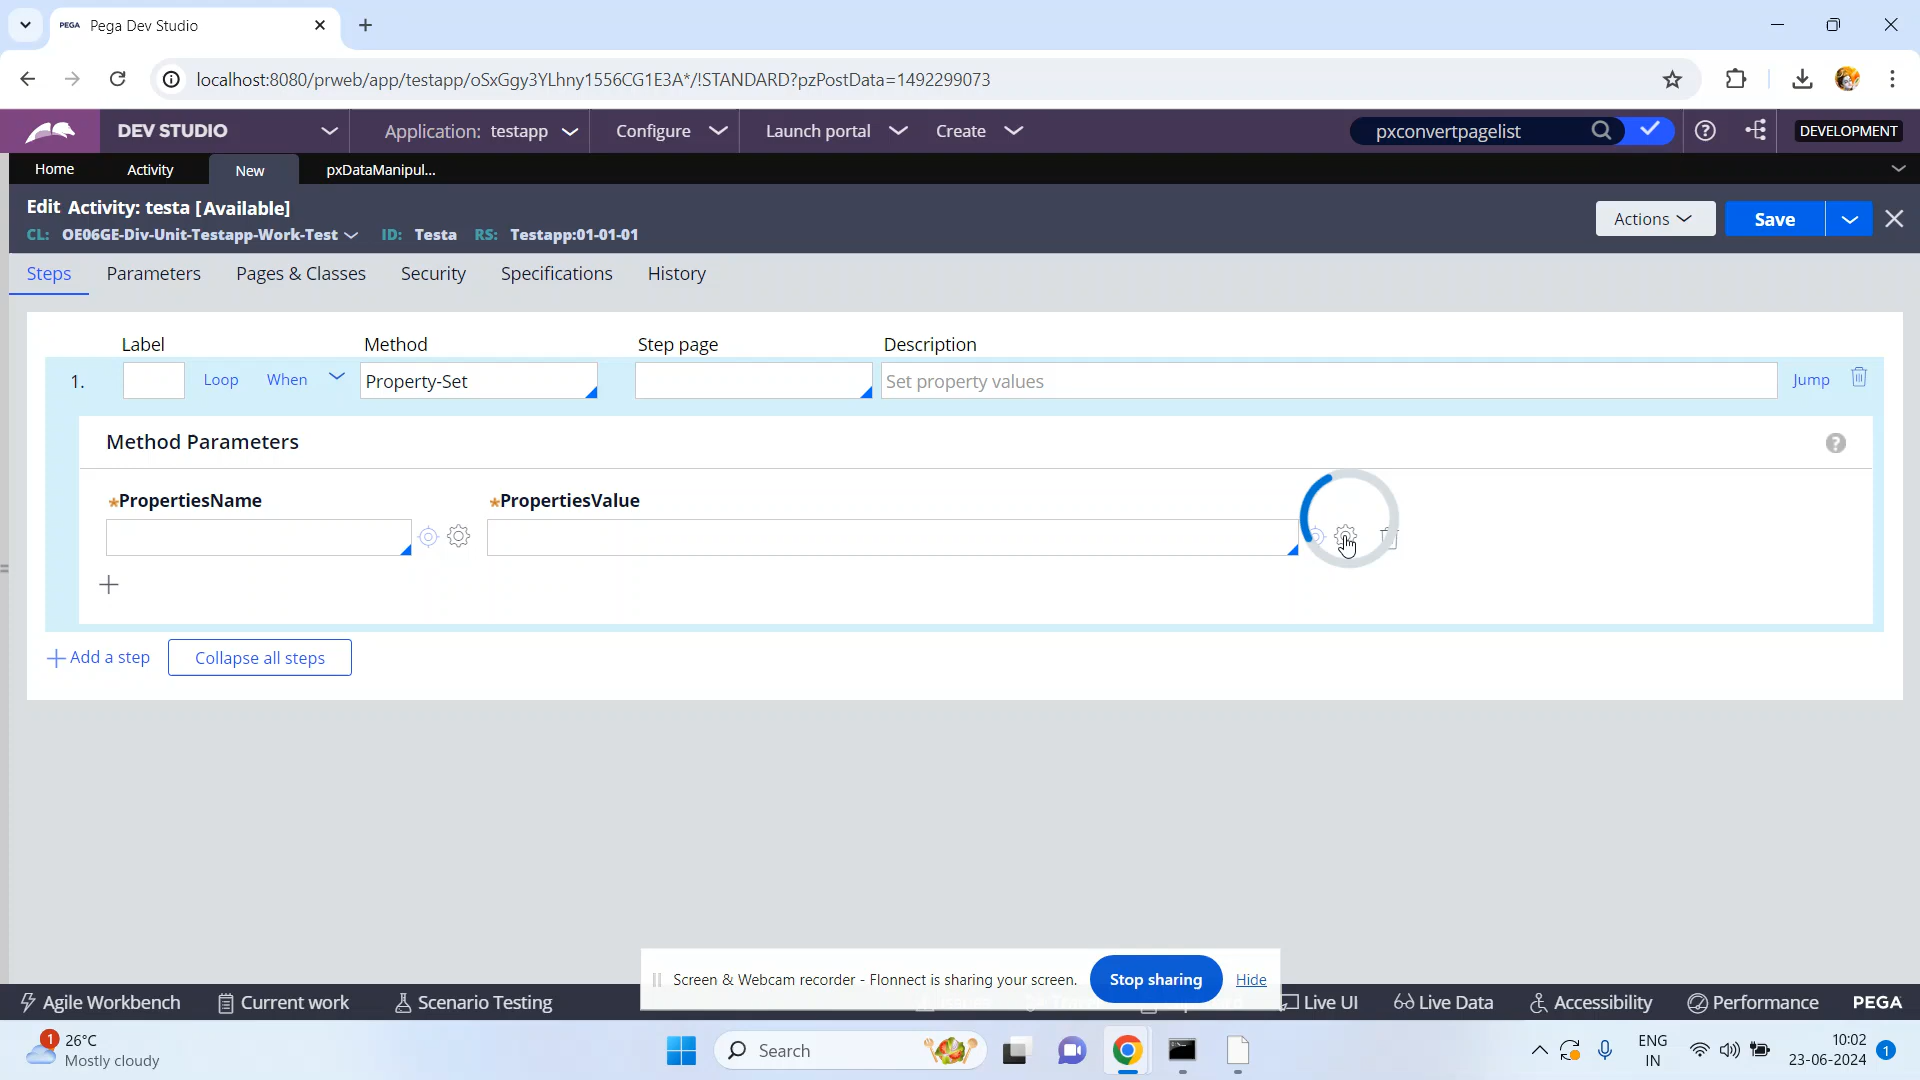 PEGA Pega Dev Studio
localhost:8080/prweb/app/testapp/oSxGgy3YLhny1556CG1E3A*/!STANDARD?pzPostData=1492299073
DEV STUDIO Application: testapp Configure Launch portal Create pxconvertpagelist DEVELOPMENT
Home Activity New pxDataManipul...
Edit Activity: testa [Available]
CL: OE06GE-Div-Unit-Testapp-Work-Test ID: Testa RS: Testapp:01-01-01
Actions Save
Steps Parameters Pages & Classes Security Specifications History
Label Method Step page Description
1. Loop When Property-Set Set property values Jump
Method Parameters
*PropertiesName *PropertiesValue
Add a step Collapse all steps
Screen & Webcam recorder - Flonnect is sharing your screen. Stop sharing Hide
Agile Workbench Current work Scenario Testing Live UI Live Data Accessibility Performance PEGA
1 26°C
Mostly cloudy
Search
ENG
IN
10:02
23-06-2024
1